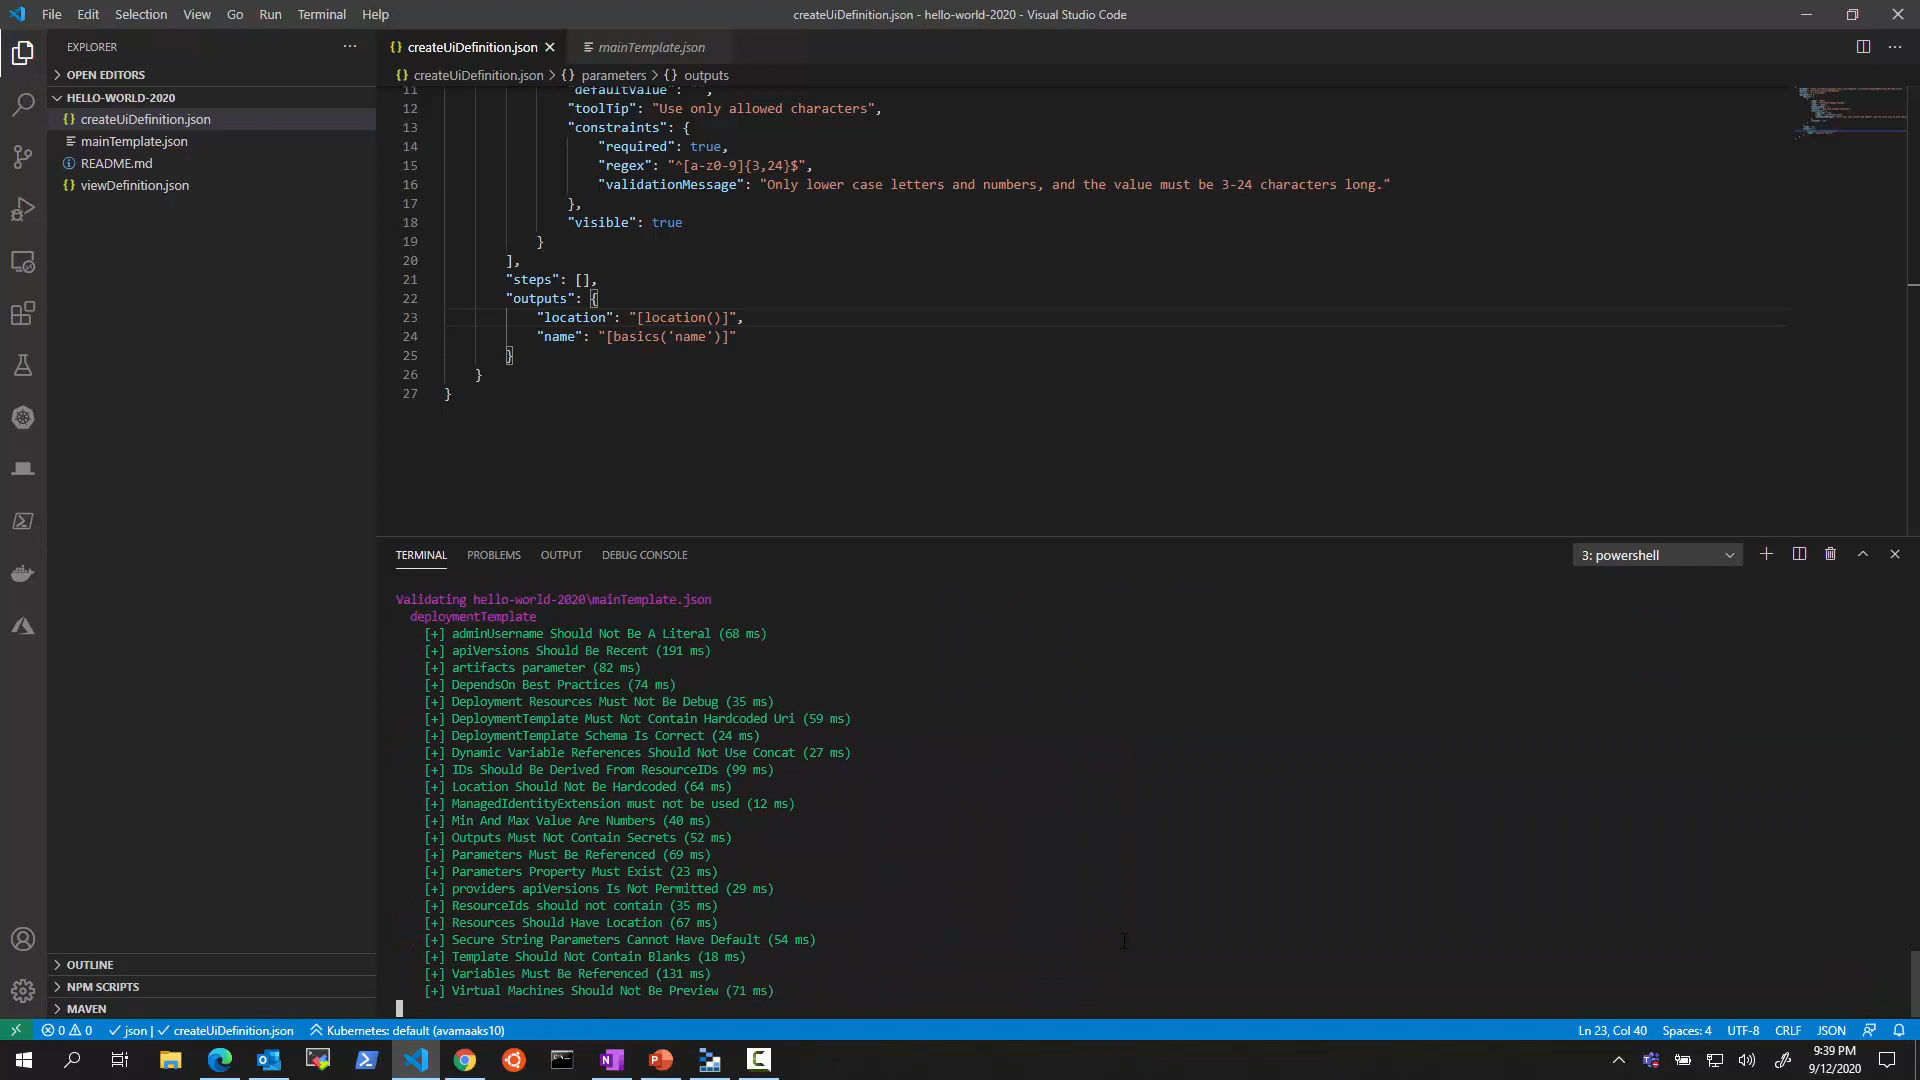 File Edit Selection View Go Run Terminal Help
createUiDefinition.json - hello-world-2020 - Visual Studio Code
EXPLORER
OPEN EDITORS
HELLO-WORLD-2020
{} createUiDefinition.json
mainTemplate.json
README.md
{} viewDefinition.json
OUTLINE
NPM SCRIPTS
MAVEN
{} createUiDefinition.json
mainTemplate.json
{} createUiDefinition.json > {} parameters > {} outputs
11 "defaultValue": "",
12 "toolTip": "Use only allowed characters",
13 "constraints": {
14 "required": true,
15 "regex": "^[a-z0-9]{3,24}$",
16 "validationMessage": "Only lower case letters and numbers, and the value must be 3-24 characters long."
17 },
18 "visible": true
19 }
20 ],
21 "steps": [],
22 "outputs": {
23 "location": "[location()]",
24 "name": "[basics('name')]"
25 }
26 }
27 }
TERMINAL PROBLEMS OUTPUT DEBUG CONSOLE
3: powershell
Validating hello-world-2020\mainTemplate.json
deploymentTemplate
[+] adminUsername Should Not Be A Literal (68 ms)
[+] apiVersions Should Be Recent (191 ms)
[+] artifacts parameter (82 ms)
[+] DependsOn Best Practices (74 ms)
[+] Deployment Resources Must Not Be Debug (35 ms)
[+] DeploymentTemplate Must Not Contain Hardcoded Uri (59 ms)
[+] DeploymentTemplate Schema Is Correct (24 ms)
[+] Dynamic Variable References Should Not Use Concat (27 ms)
[+] IDs Should Be Derived From ResourceIDs (99 ms)
[+] Location Should Not Be Hardcoded (64 ms)
[+] ManagedIdentityExtension must not be used (12 ms)
[+] Min And Max Value Are Numbers (40 ms)
[+] Outputs Must Not Contain Secrets (52 ms)
[+] Parameters Must Be Referenced (69 ms)
[+] Parameters Property Must Exist (23 ms)
[+] providers apiVersions Is Not Permitted (29 ms)
[+] ResourceIds should not contain (35 ms)
[+] Resources Should Have Location (67 ms)
[+] Secure String Parameters Cannot Have Default (54 ms)
[+] Template Should Not Contain Blanks (18 ms)
[+] Variables Must Be Referenced (131 ms)
[+] Virtual Machines Should Not Be Preview (71 ms)
0 0 json | createUiDefinition.json Kubernetes: default (avamaaks10)
Ln 23, Col 40 Spaces: 4 UTF-8 CRLF JSON
9:39 PM
9/12/2020